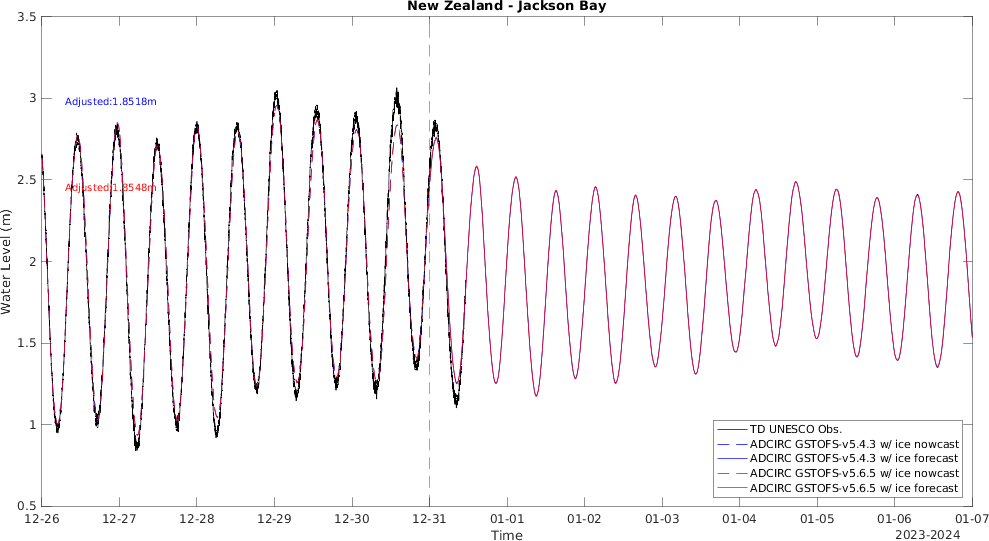 New Zealand - Jackson Bay
3.5
3
2.5
2
1.5
1
0.5
Water Level (m)
Adjusted:1.8518m
Adjusted:1.8548m
TD UNESCO Obs.
ADCIRC GSTOFS-v5.4.3 w/ ice nowcast
ADCIRC GSTOFS-v5.4.3 w/ ice forecast
ADCIRC GSTOFS-v5.6.5 w/ ice nowcast
ADCIRC GSTOFS-v5.6.5 w/ ice forecast
12-26 12-27 12-28 12-29 12-30 12-31 01-01 01-02 01-03 01-04 01-05 01-06 01-07
Time
2023-2024